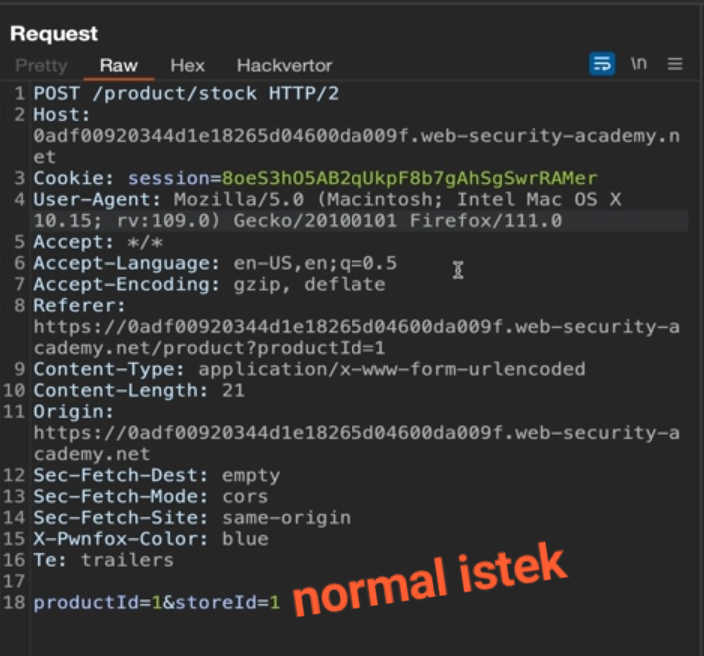 Request
Pretty Raw Hex Hackvertor \n
1 POST /product/stock HTTP/2
2 Host:
0adf00920344d1e18265d04600da009f.web-security-academy.n
et
3 Cookie: session=8oeS3hO5AB2qUkpF8b7gAhSgSwrRAMer
4 User-Agent: Mozilla/5.0 (Macintosh; Intel Mac OS X
10.15; rv:109.0) Gecko/20100101 Firefox/111.0
5 Accept: */*
6 Accept-Language: en-US,en;q=0.5
7 Accept-Encoding: gzip, deflate
8 Referer:
https://0adf00920344d1e18265d04600da009f.web-security-a
cademy.net/product?productId=1
9 Content-Type: application/x-www-form-urlencoded
10 Content-Length: 21
11 Origin:
https://0adf00920344d1e18265d04600da009f.web-security-a
cademy.net
12 Sec-Fetch-Dest: empty
13 Sec-Fetch-Mode: cors
14 Sec-Fetch-Site: same-origin
15 X-Pwnfox-Color: blue
16 Te: trailers
17
18 productId=1&storeId=1
normal istek